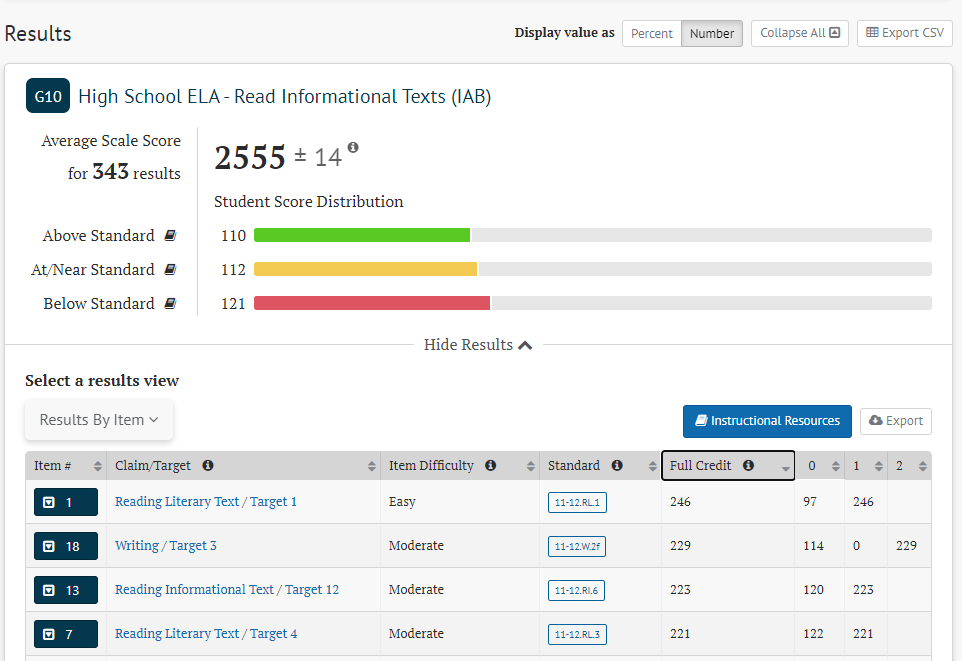 Results
Display value as Percent Number Collapse All Export CSV
G10 High School ELA - Read Informational Texts (IAB)
Average Scale Score
for 343 results
2555 ± 14
Student Score Distribution
Above Standard 110
At/Near Standard 112
Below Standard 121
Hide Results
Select a results view
Results By Item
Instructional Resources Export
Item # Claim/Target Item Difficulty Standard Full Credit 0 1 2
1 Reading Literary Text / Target 1 Easy 11-12.RL.1 246 97 246
18 Writing / Target 3 Moderate 11-12.W.2f 229 114 0 229
13 Reading Informational Text / Target 12 Moderate 11-12.RI.6 223 120 223
7 Reading Literary Text / Target 4 Moderate 11-12.RL.3 221 122 221